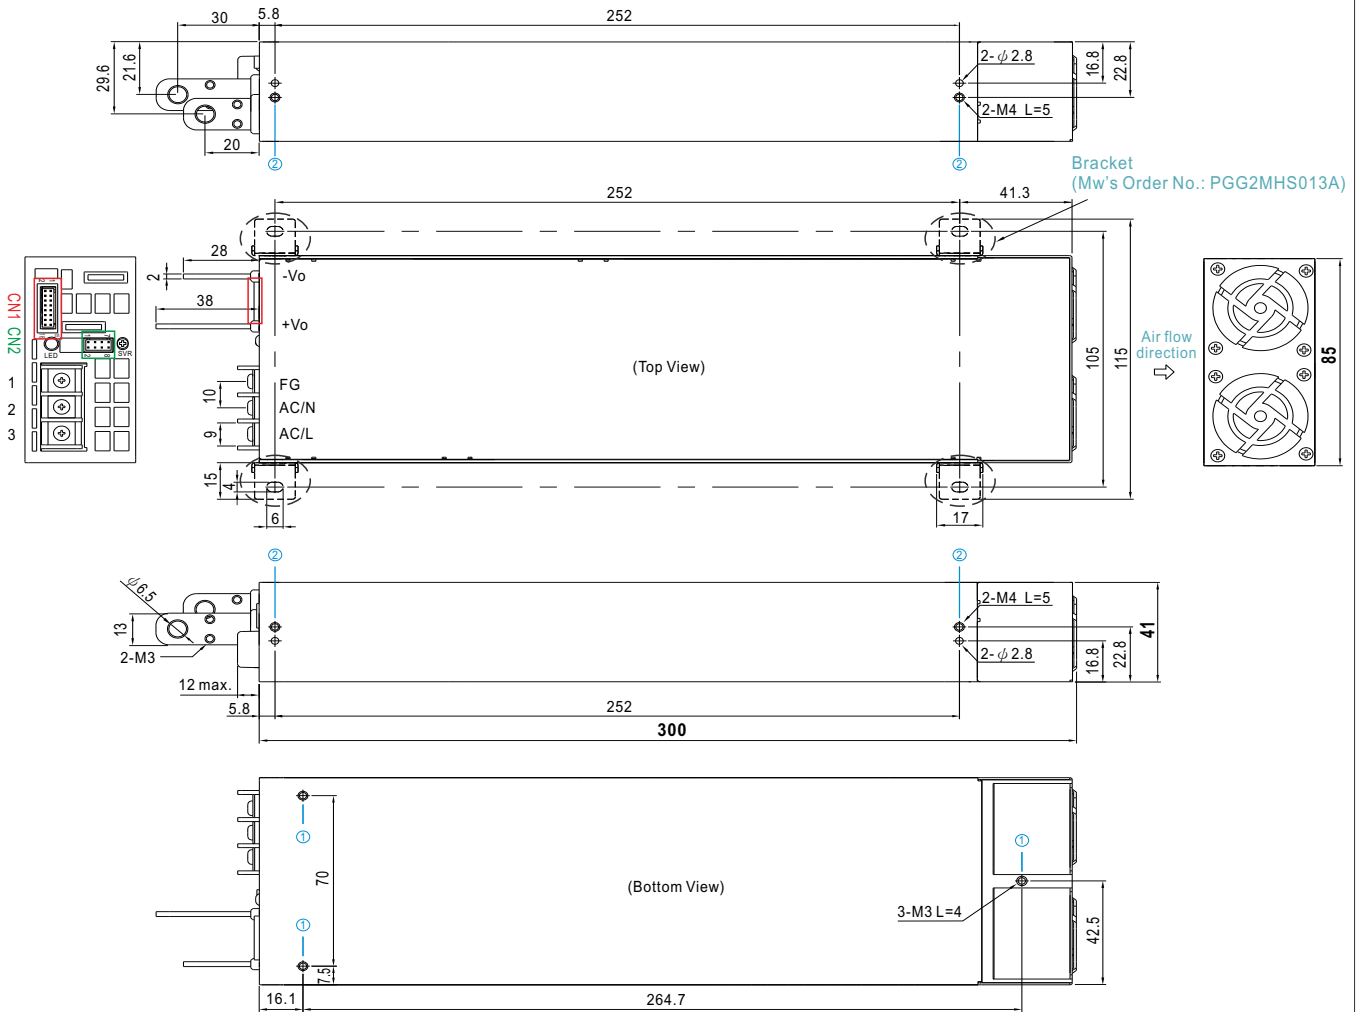 30
5.8
252
29.6
21.6
20
2-ϕ 2.8
2-M4 L=5
16.8
22.8
②
②
Bracket
(Mw's Order No.: PGG2MHS013A)
252
41.3
28
2
38
-Vo
+Vo
(Top View)
FG
AC/N
AC/L
10
9
15
4
6
17
105
115
CN1
CN2
LED
SVR
1
2
3
Air flow
direction
85
②
②
ϕ6.5
13
2-M3
12 max.
5.8
252
300
2-M4 L=5
2-ϕ 2.8
16.8
22.8
41
①
①
①
70
7.5
(Bottom View)
3-M3 L=4
42.5
16.1
264.7